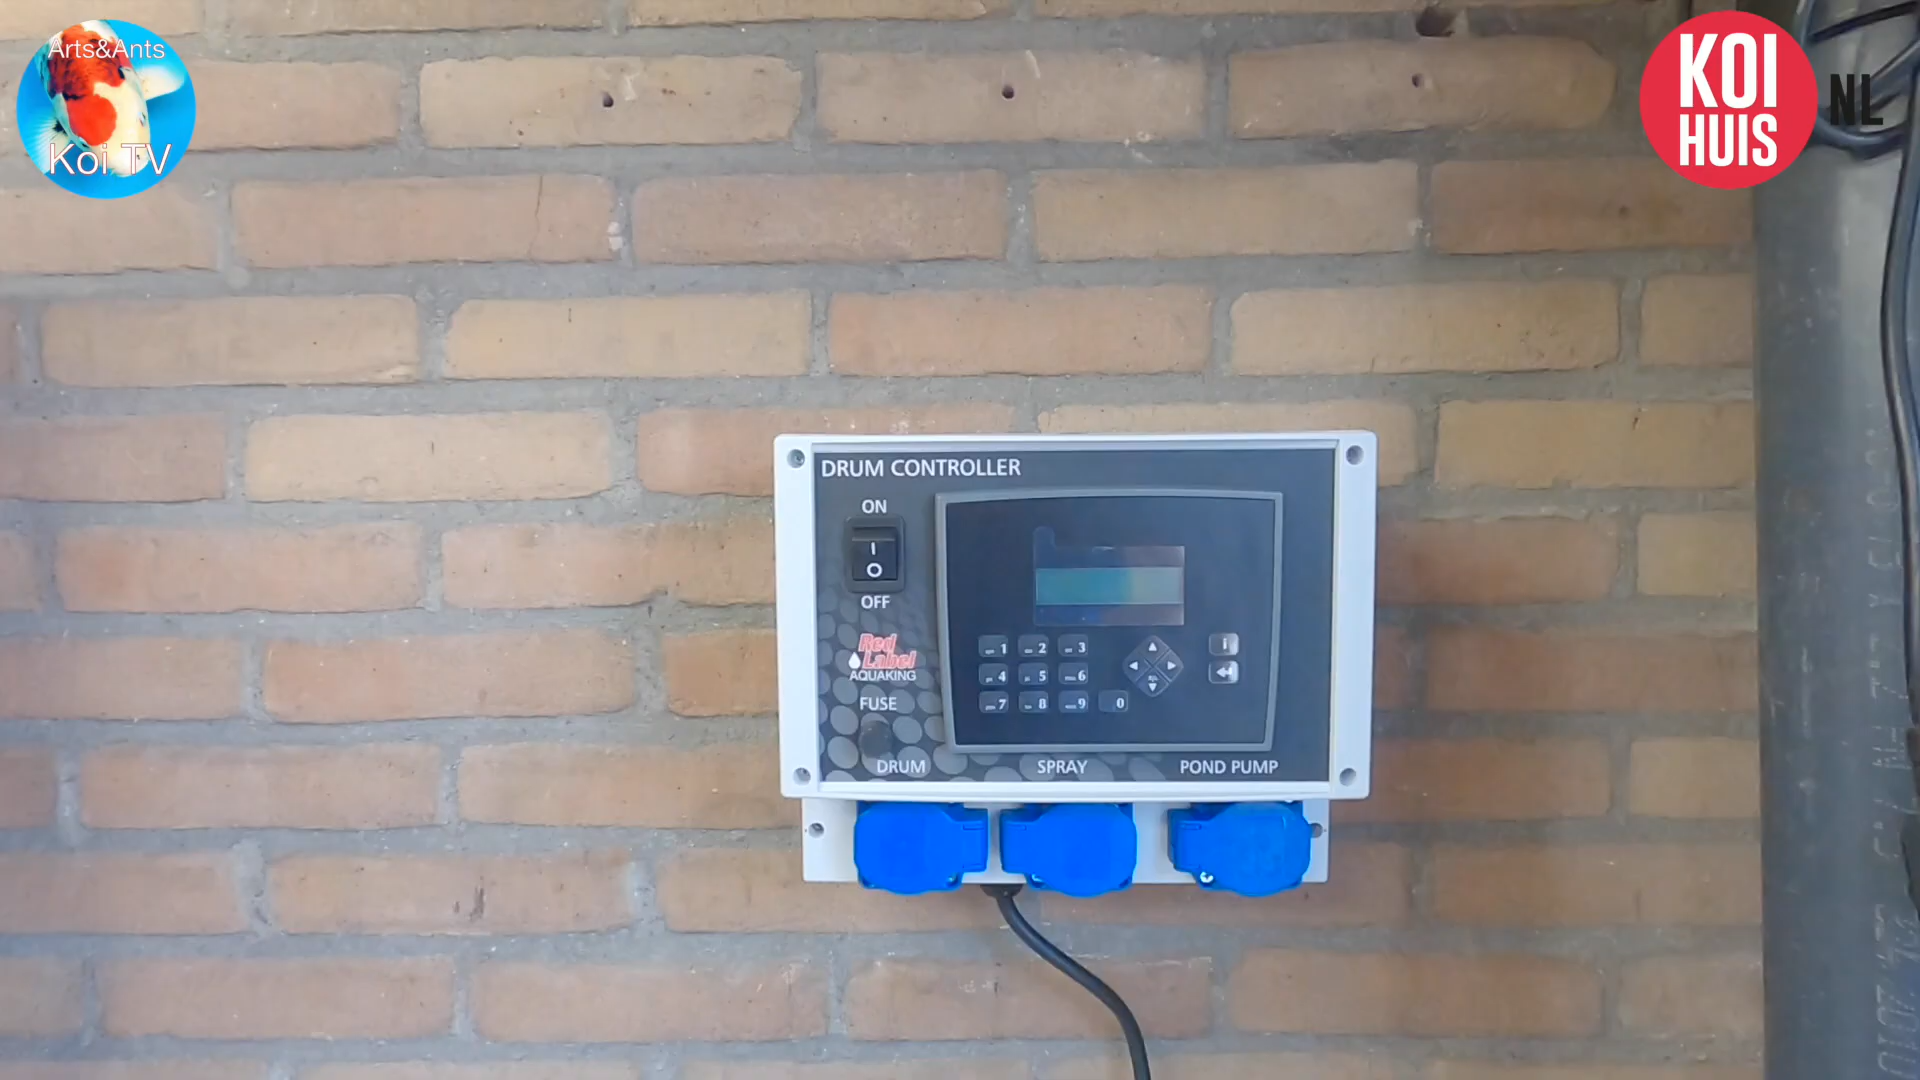 Arts&Ants
Koi TV
KOI
HUIS
NL
DRUM CONTROLLER
ON
I
O
OFF
Red
Label
AQUAKING
FUSE
1 2 3
4 5 6
7 8 9 0
i
DRUM SPRAY POND PUMP